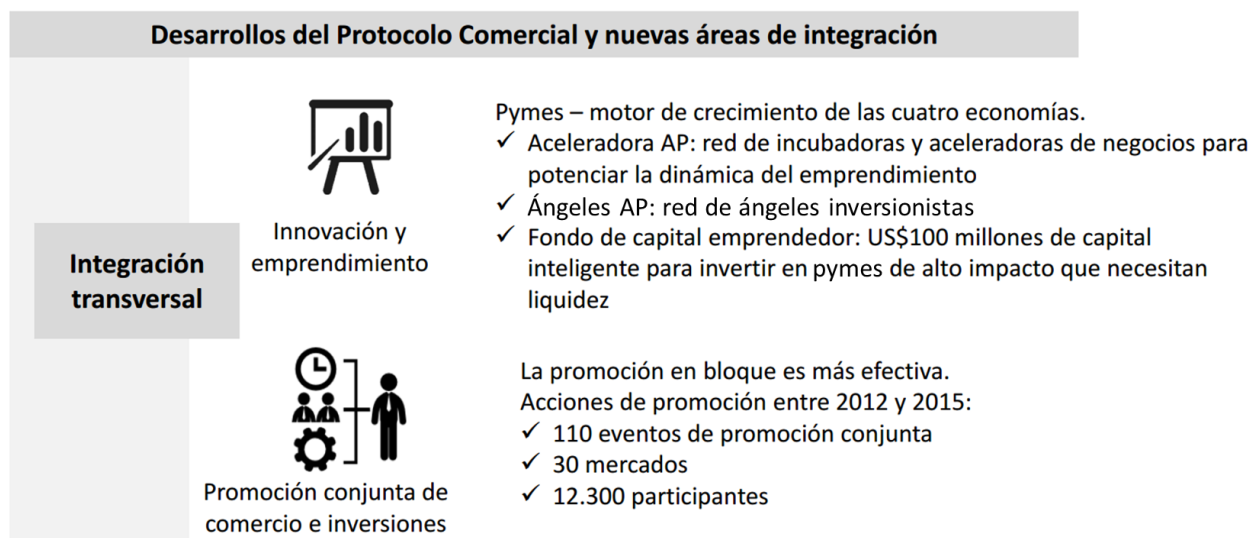 Desarrollos del Protocolo Comercial y nuevas áreas de integración
Integración
transversal
Innovación y
emprendimiento
Pymes – motor de crecimiento de las cuatro economías.
✓ Aceleradora AP: red de incubadoras y aceleradoras de negocios para
potenciar la dinámica del emprendimiento
✓ Ángeles AP: red de ángeles inversionistas
✓ Fondo de capital emprendedor: US$100 millones de capital
inteligente para invertir en pymes de alto impacto que necesitan
liquidez
Promoción conjunta de
comercio e inversiones
La promoción en bloque es más efectiva.
Acciones de promoción entre 2012 y 2015:
✓ 110 eventos de promoción conjunta
✓ 30 mercados
✓ 12.300 participantes